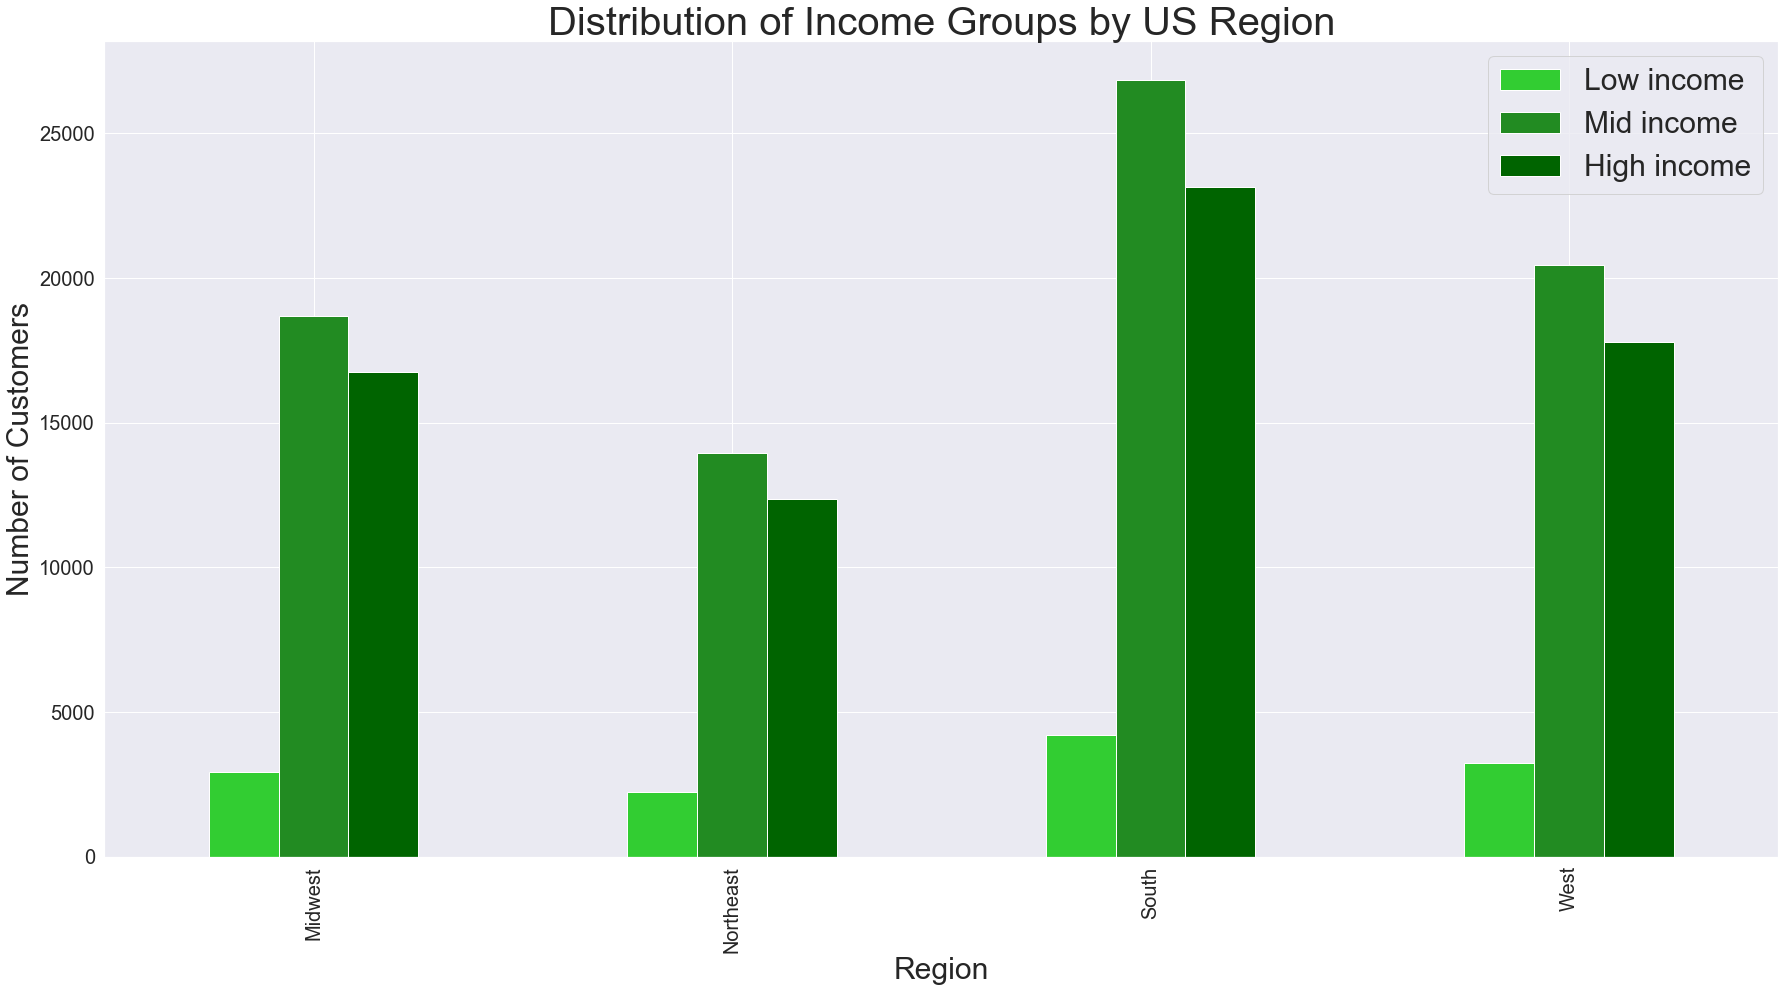 Distribution of Income Groups by US Region
Low income
Mid income
High income
Number of Customers
25000
20000
15000
10000
5000
0
Midwest
Northeast
South
West
Region